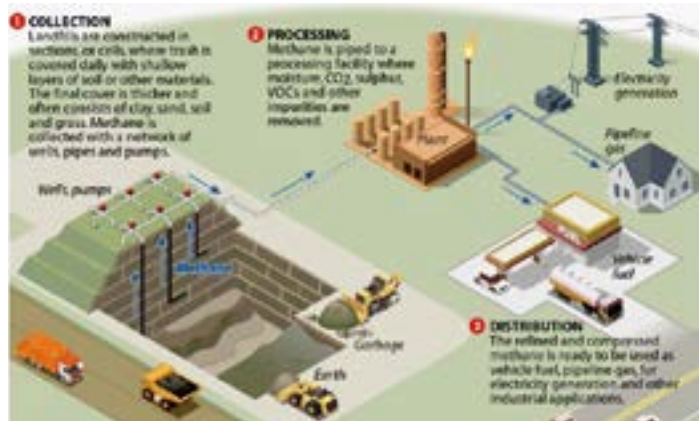 1 COLLECTION
Landfills are constructed in
sections, or cells, where trash is
covered daily with shallow
layers of soil or other materials.
The final cover is thicker and
often consists of clay, sand, soil
and grass. Methane is
collected with a network of
wells, pipes and pumps.
2 PROCESSING
Methane is piped to a
processing facility where
moisture, CO2, sulphur,
VOCs and other
impurities are
removed.
Electricity
generation
Plant
Pipeline
gas
Wells, pumps
Methane
Vehicle
fuel
Garbage
Earth
3 DISTRIBUTION
The refined and compressed
methane is ready to be used as
vehicle fuel, pipeline gas, for
electricity generation and other
industrial applications.